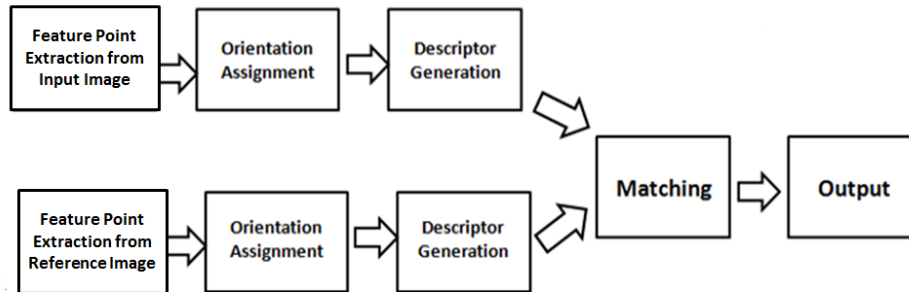 Feature Point
Extraction from
Input Image
Orientation
Assignment
Descriptor
Generation
Feature Point
Extraction from
Reference Image
Orientation
Assignment
Descriptor
Generation
Matching
Output